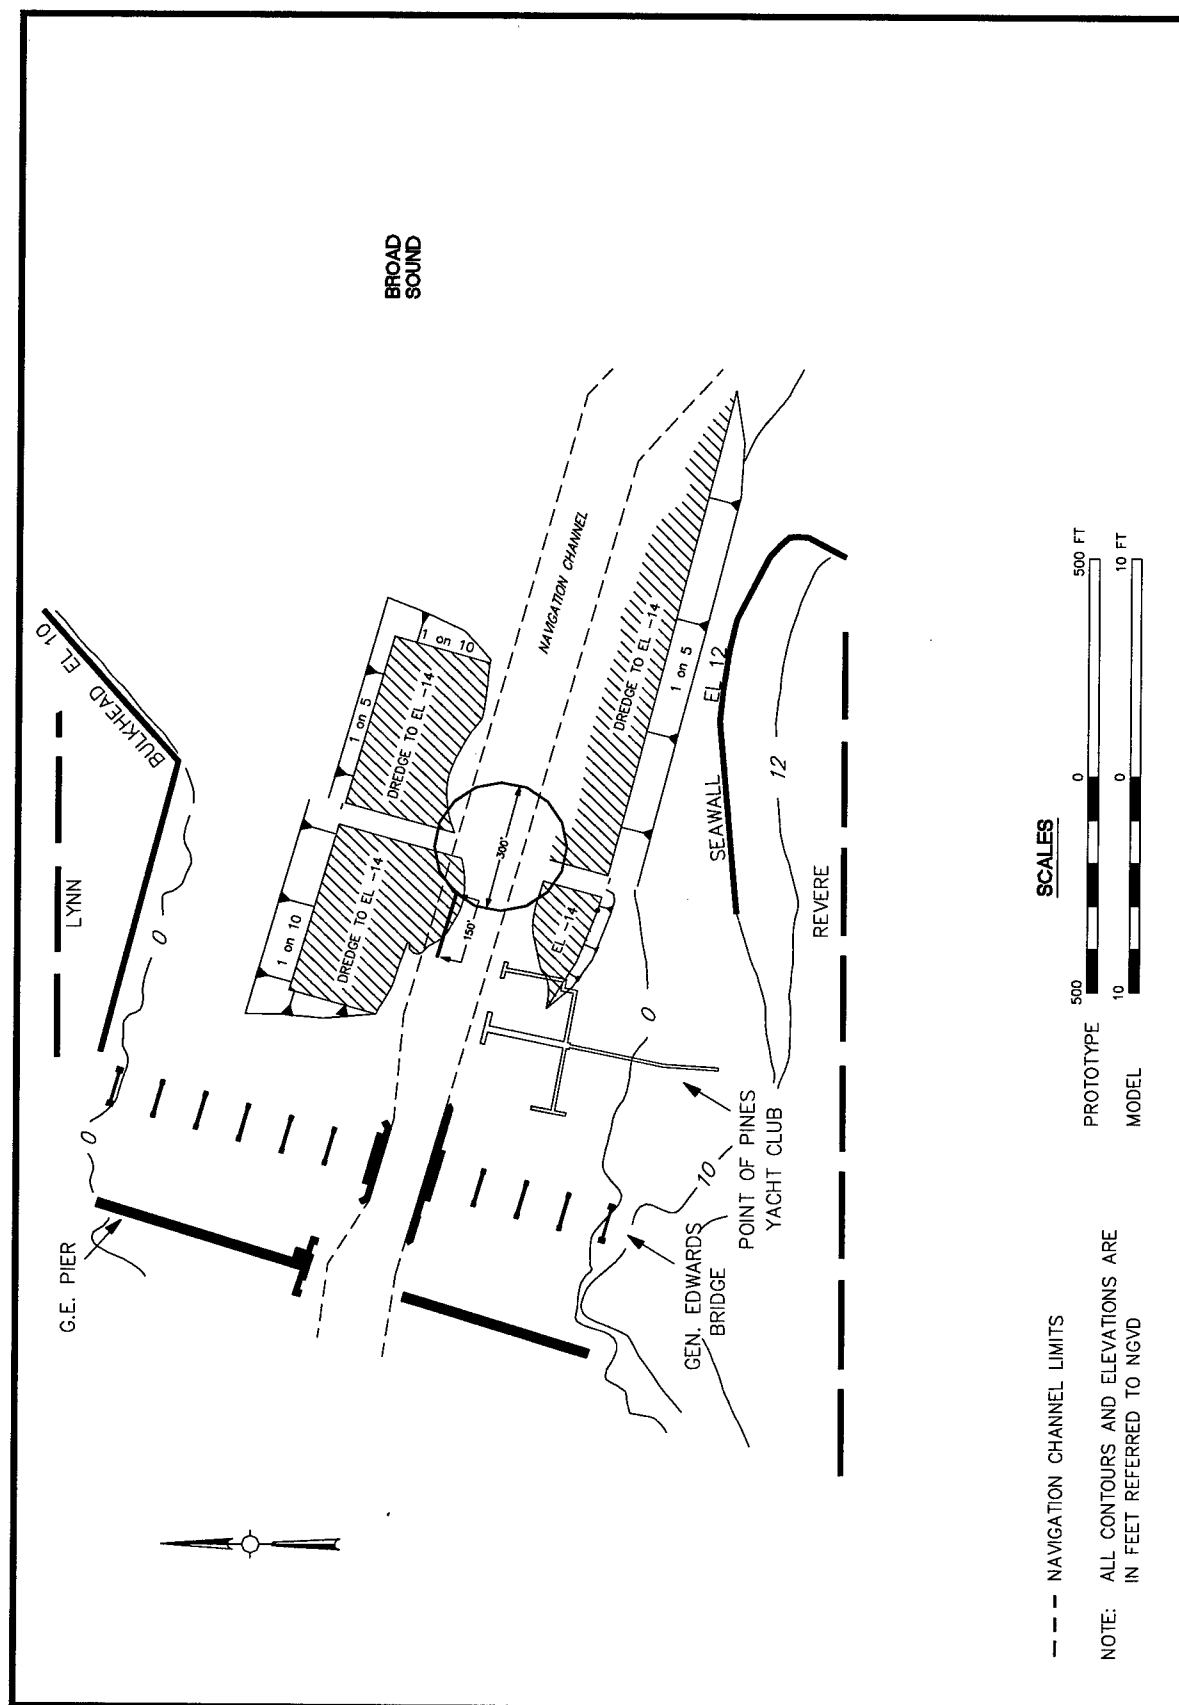 BROAD
SOUND
LYNN
BULKHEAD EL 10
0
0
G.E. PIER
1 on 10
1 on 5
1 on 10
DREDGE TO EL -14
DREDGE TO EL -14
NAVIGATION CHANNEL
300'
150'
EL -14
DREDGE TO EL -14
1 on 5
SEAWALL EL 12
12
0
10
REVERE
GEN. EDWARDS
BRIDGE
POINT OF PINES
YACHT CLUB
SCALES
PROTOTYPE 500 0 500 FT
MODEL 10 0 10 FT
NAVIGATION CHANNEL LIMITS
NOTE: ALL CONTOURS AND ELEVATIONS ARE
IN FEET REFERRED TO NGVD